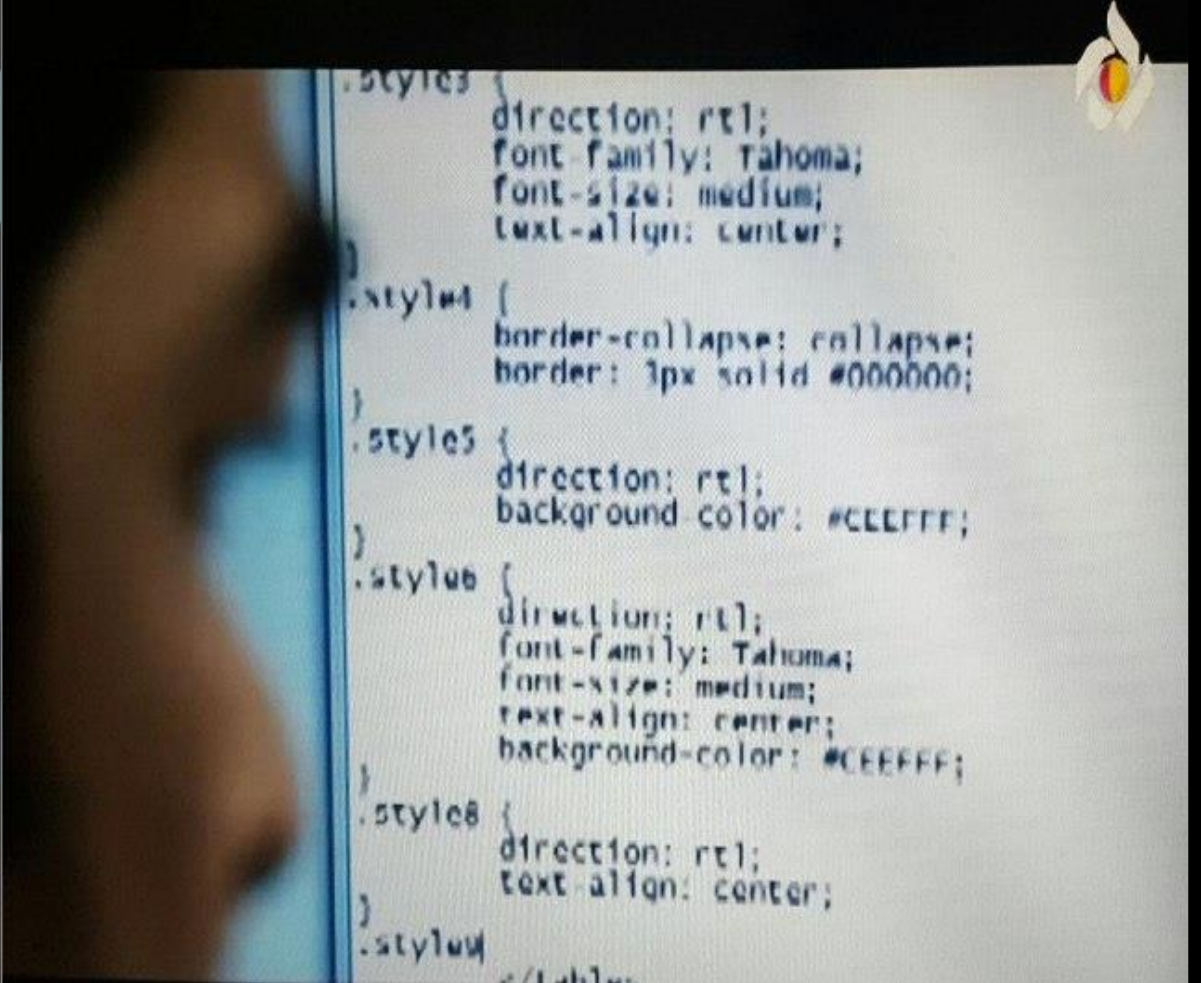 .style3 {
direction: rtl;
font-family: Tahoma;
font-size: medium;
text-align: center;
}
.style4 {
border-collapse: collapse;
border: 1px solid #000000;
}
.style5 {
direction: rtl;
background-color: #CEEFFF;
}
.style6 {
direction: rtl;
font-family: Tahoma;
font-size: medium;
text-align: center;
background-color: #CEEFFF;
}
.style8 {
direction: rtl;
text-align: center;
}
.style9
</table>